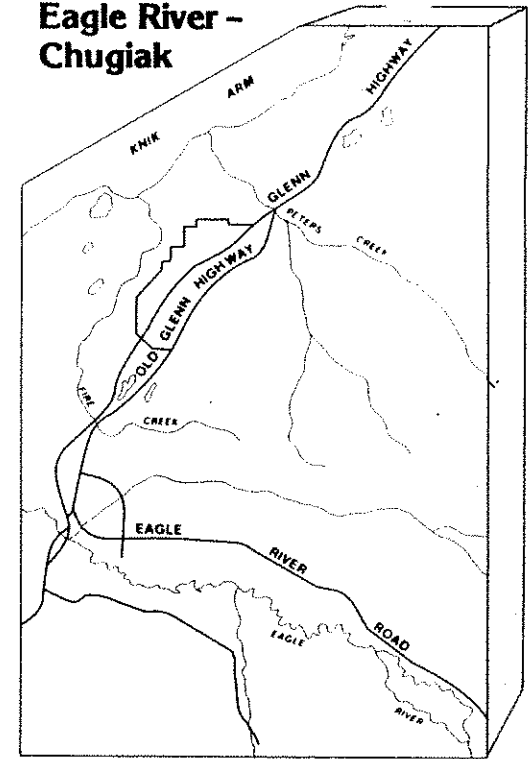 Eagle River –
Chugiak
KNIK ARM
GLENN HIGHWAY
PETERS CREEK
OLD GLENN HIGHWAY
FIRE CREEK
EAGLE RIVER ROAD
EAGLE RIVER